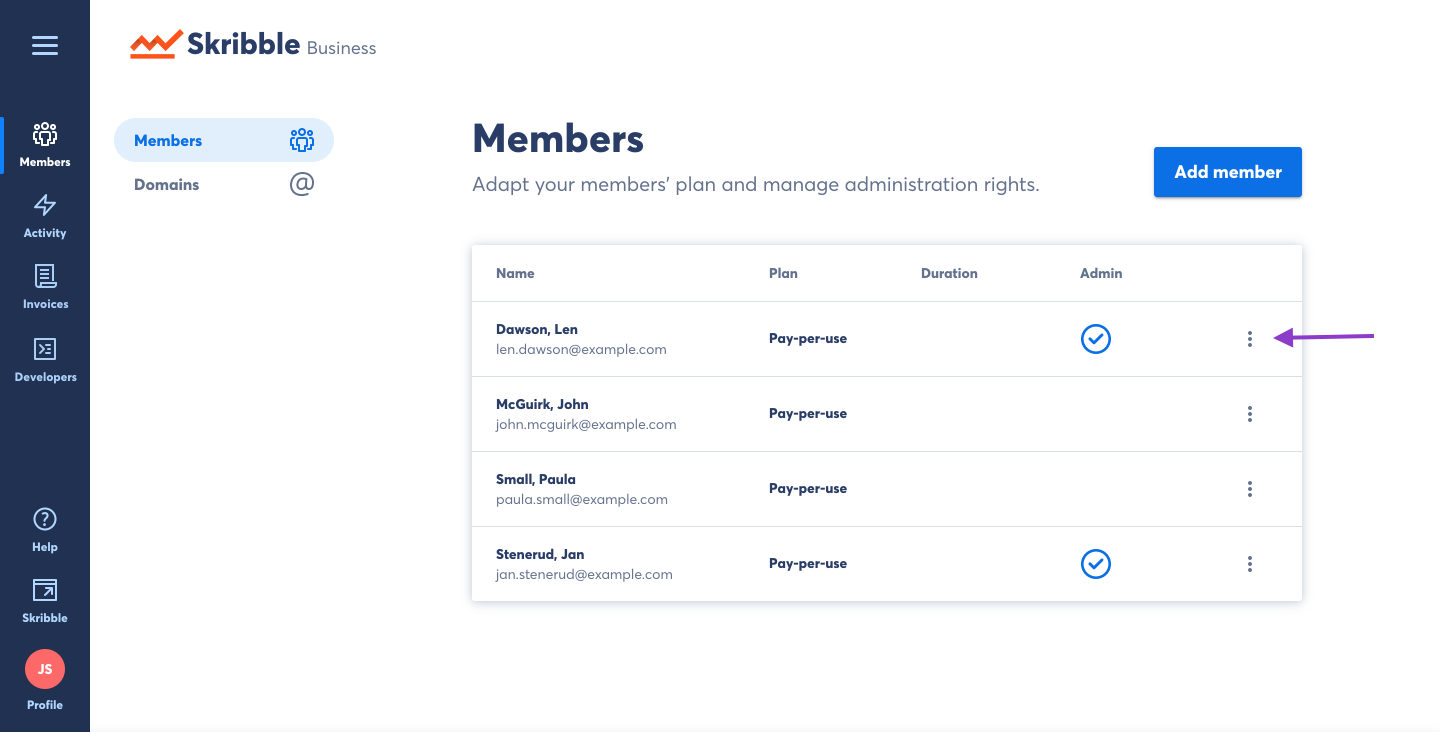 Skribble Business
Members
Activity
Invoices
Developers
Help
Skribble
JS
Profile
Members
Domains @
Members
Adapt your members' plan and manage administration rights.
Add member
Name Plan Duration Admin
Dawson, Len
len.dawson@example.com
Pay-per-use
McGuirk, John
john.mcguirk@example.com
Pay-per-use
Small, Paula
paula.small@example.com
Pay-per-use
Stenerud, Jan
jan.stenerud@example.com
Pay-per-use